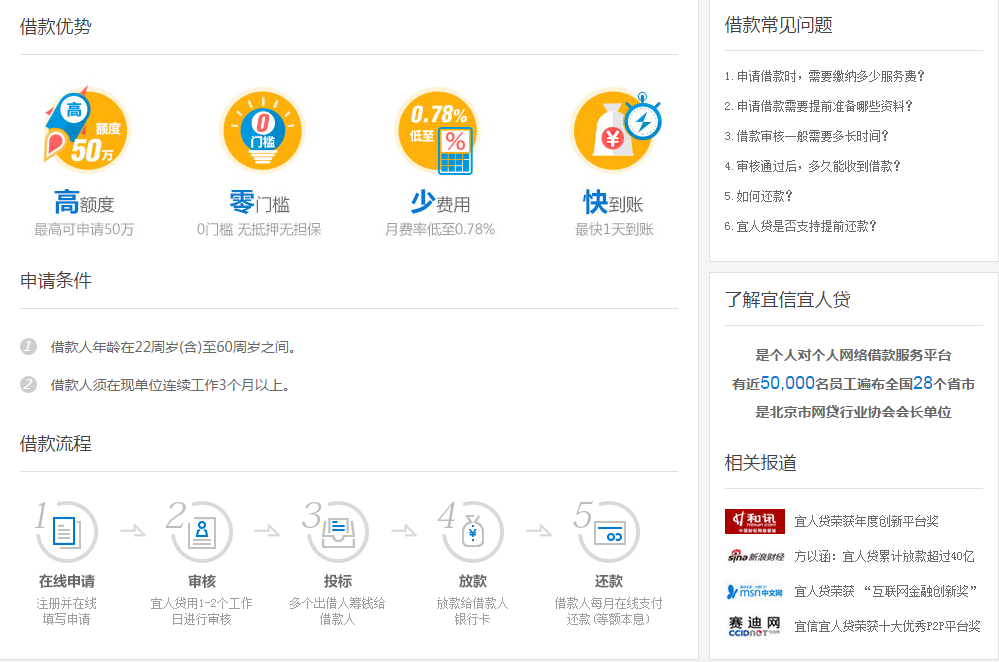 借款优势
高
额度
50万
0
门槛
0.78%
低至
%
¥
高额度
零门槛
少费用
快到账
最高可申请50万
0门槛 无抵押无担保
月费率低至0.78%
最快1天到账
申请条件
1 借款人年龄在22周岁(含)至60周岁之间。
2 借款人须在现单位连续工作3个月以上。
借款流程
1
2
3
4
¥
5
在线申请
审核
投标
放款
还款
注册并在线
填写申请
宜人贷用1-2个工作
日进行审核
多个出借人筹钱给
借款人
放款给借款人
银行卡
借款人每月在线支付
还款(等额本息)
借款常见问题
1.申请借款时，需要缴纳多少服务费？
2.申请借款需要提前准备哪些资料？
3.借款审核一般需要多长时间？
4.审核通过后，多久能收到借款？
5.如何还款？
6.宜人贷是否支持提前还款？
了解宜信宜人贷
是个人对个人网络借款服务平台
有近50,000名员工遍布全国28个省市
是北京市网贷行业协会会长单位
相关报道
和讯
宜人贷荣获年度创新平台奖
sina新浪财经
方以涵：宜人贷累计放款超过40亿
msn中文网
宜人贷荣获 “互联网金融创新奖”
赛迪网
CCIDNET.COM
宜信宜人贷荣获十大优秀P2P平台奖